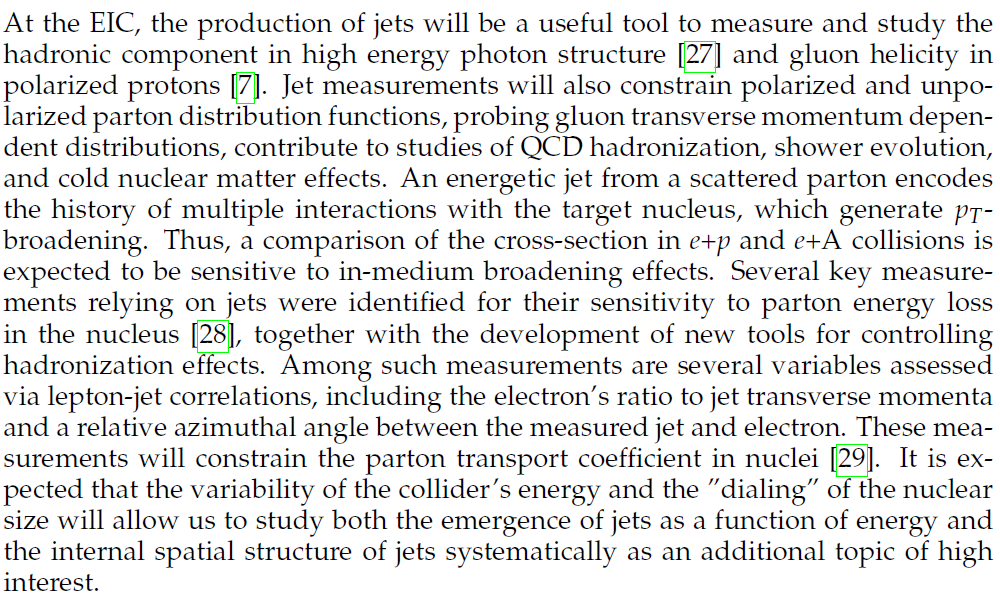 At the EIC, the production of jets will be a useful tool to measure and study the
hadronic component in high energy photon structure [27] and gluon helicity in
polarized protons [7]. Jet measurements will also constrain polarized and unpo-
larized parton distribution functions, probing gluon transverse momentum depen-
dent distributions, contribute to studies of QCD hadronization, shower evolution,
and cold nuclear matter effects. An energetic jet from a scattered parton encodes
the history of multiple interactions with the target nucleus, which generate pT-
broadening. Thus, a comparison of the cross-section in e+p and e+A collisions is
expected to be sensitive to in-medium broadening effects. Several key measure-
ments relying on jets were identified for their sensitivity to parton energy loss
in the nucleus [28], together with the development of new tools for controlling
hadronization effects. Among such measurements are several variables assessed
via lepton-jet correlations, including the electron's ratio to jet transverse momenta
and a relative azimuthal angle between the measured jet and electron. These mea-
surements will constrain the parton transport coefficient in nuclei [29]. It is ex-
pected that the variability of the collider's energy and the ”dialing” of the nuclear
size will allow us to study both the emergence of jets as a function of energy and
the internal spatial structure of jets systematically as an additional topic of high
interest.